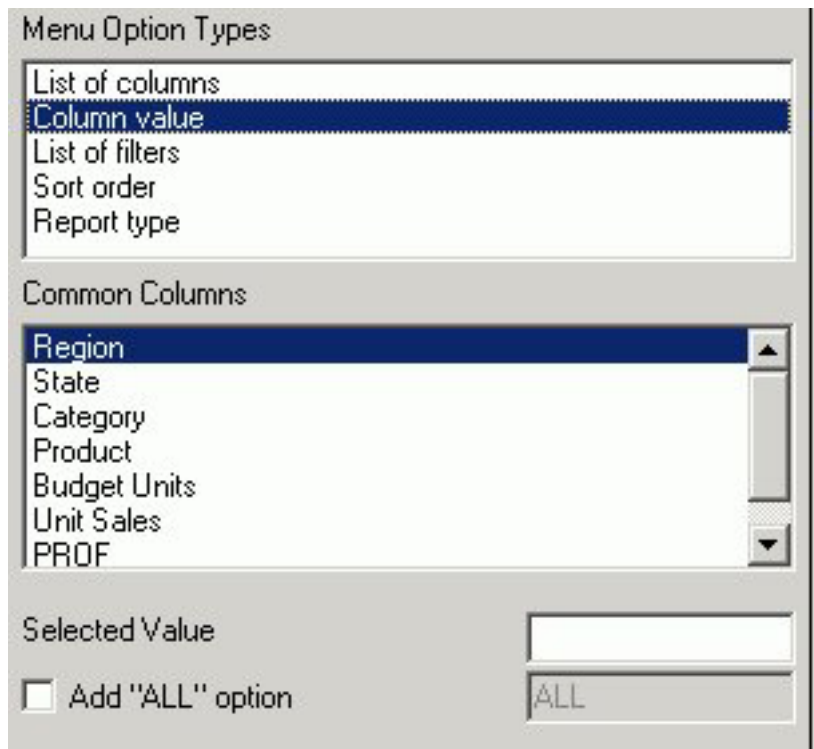 Menu Option Types
List of columns
Column value
List of filters
Sort order
Report type
Common Columns
Region
State
Category
Product
Budget Units
Unit Sales
PROF
Selected Value
Add "ALL" option
ALL